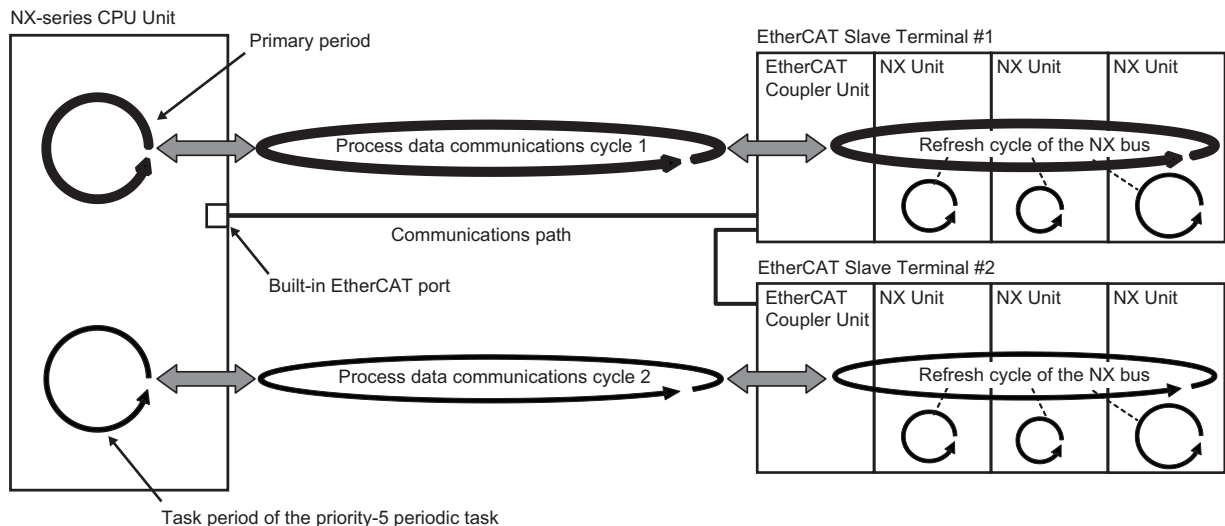 NX-series CPU Unit
Primary period
EtherCAT Slave Terminal #1
EtherCAT
Coupler Unit
NX Unit
NX Unit
NX Unit
Process data communications cycle 1
Refresh cycle of the NX bus
Communications path
Built-in EtherCAT port
EtherCAT Slave Terminal #2
EtherCAT
Coupler Unit
NX Unit
NX Unit
NX Unit
Process data communications cycle 2
Refresh cycle of the NX bus
Task period of the priority-5 periodic task